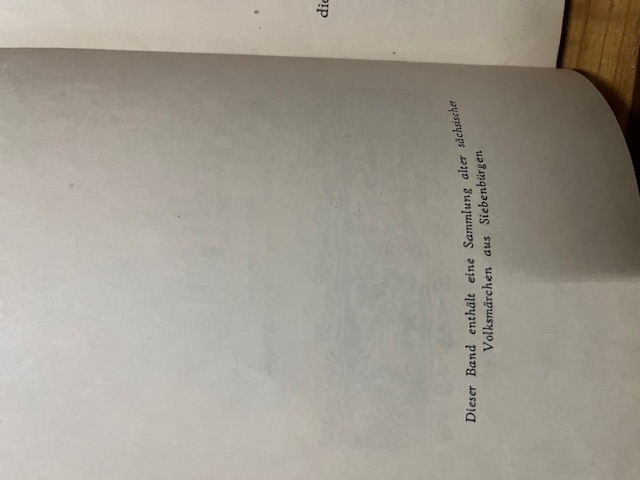 Dieser Band enthält eine Sammlung alter sächsischer
Volksmärchen aus Siebenbürgen